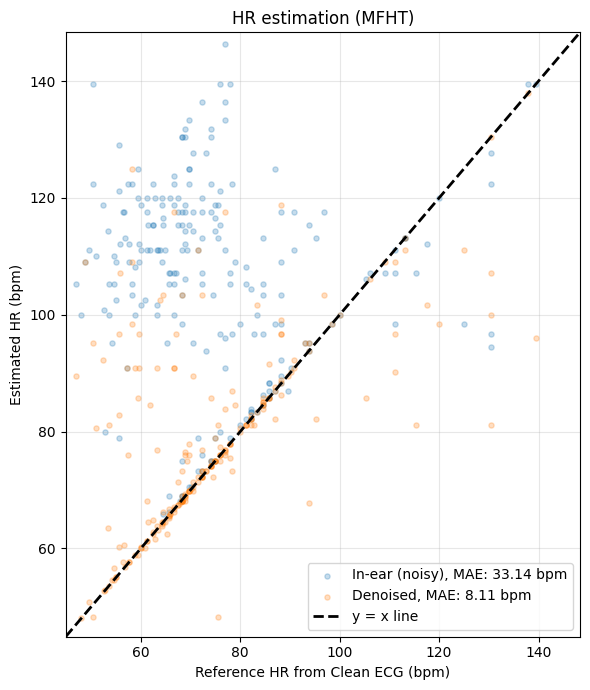 HR estimation (MFHT)
140
120
100
80
60
Estimated HR (bpm)
In-ear (noisy), MAE: 33.14 bpm
Denoised, MAE: 8.11 bpm
y = x line
60 80 100 120 140
Reference HR from Clean ECG (bpm)